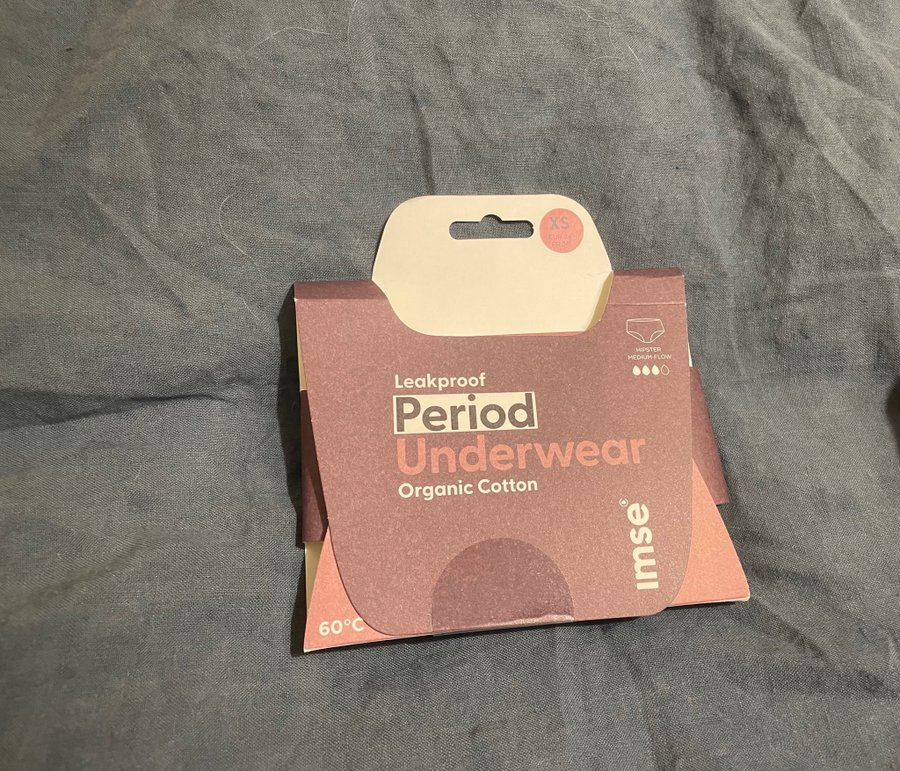 XS
HIPSTER
MEDIUM-FLOW
Leakproof
Period
Underwear
Organic Cotton
imse®
60°C